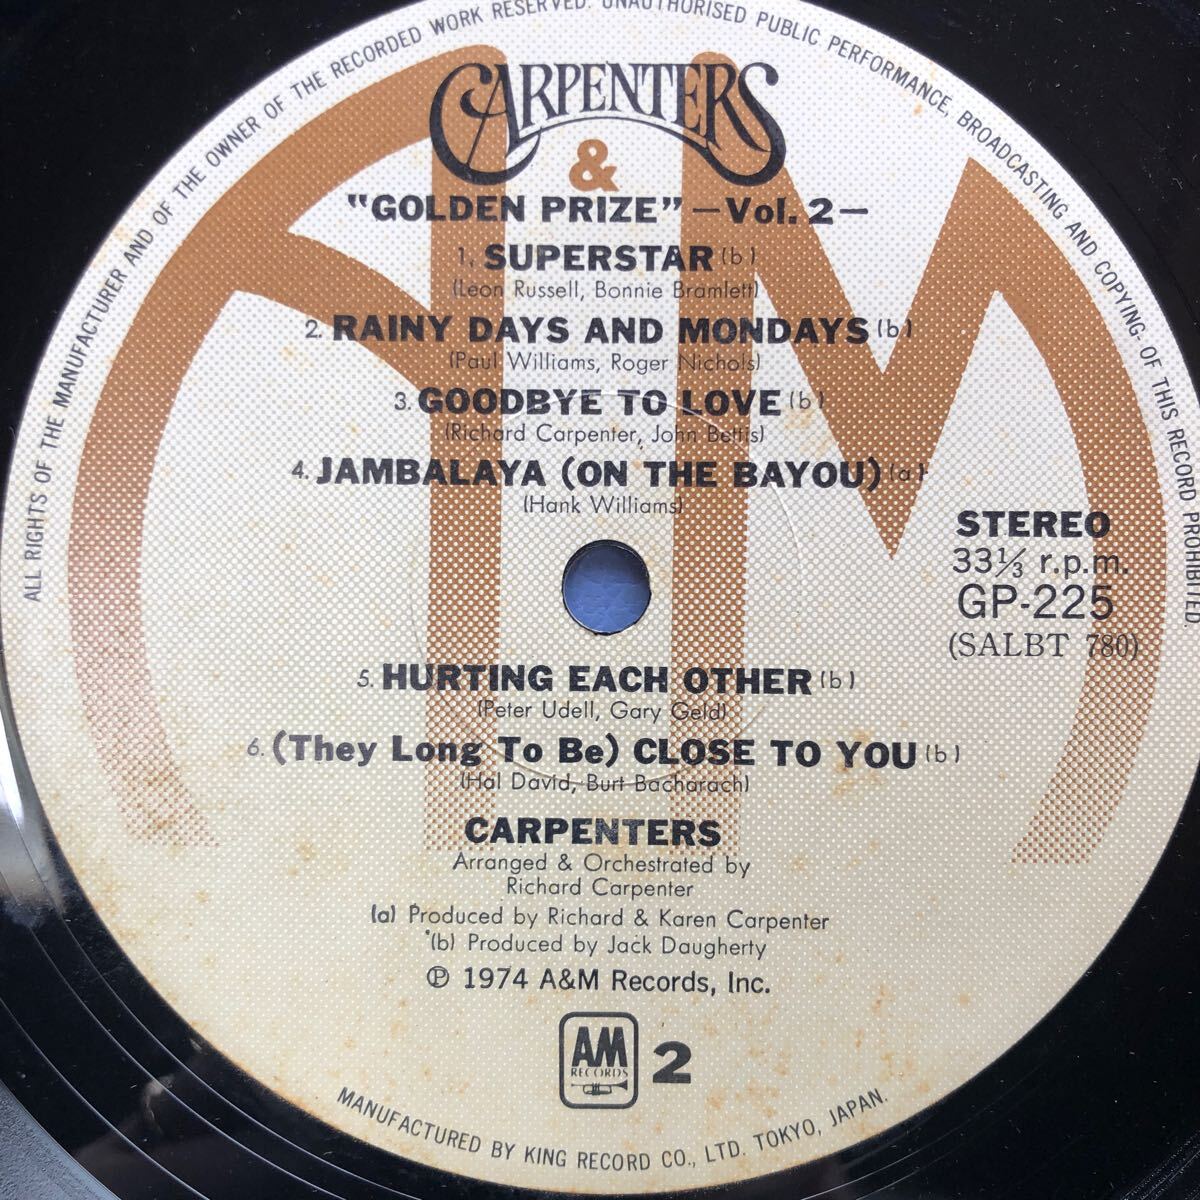 ALL RIGHTS OF THE MANUFACTURER AND OF THE OWNER OF THE RECORDED WORK RESERVED. UNAUTHORISED PUBLIC PERFORMANCE, BROADCASTING AND COPYING- OF THIS RECORD PROHIBITED.
CARPENTERS
&
"GOLDEN PRIZE" —Vol. 2—
1. SUPERSTAR (b)
(Leon Russell, Bonnie Bramlett)
2. RAINY DAYS AND MONDAYS (b)
(Paul Williams, Roger Nichols)
3. GOODBYE TO LOVE (b)
(Richard Carpenter, John Bettis)
4. JAMBALAYA (ON THE BAYOU) (a)
(Hank Williams)
STEREO
33⅓ r.p.m.
GP-225
(SALBT 780)
5. HURTING EACH OTHER (b)
(Peter Udell, Gary Geld)
6. (They Long To Be) CLOSE TO YOU (b)
(Hal David, Burt Bacharach)
CARPENTERS
Arranged & Orchestrated by
Richard Carpenter
(a) Produced by Richard & Karen Carpenter
(b) Produced by Jack Daugherty
℗ 1974 A&M Records, Inc.
AM
RECORDS
2
MANUFACTURED BY KING RECORD CO., LTD. TOKYO, JAPAN.